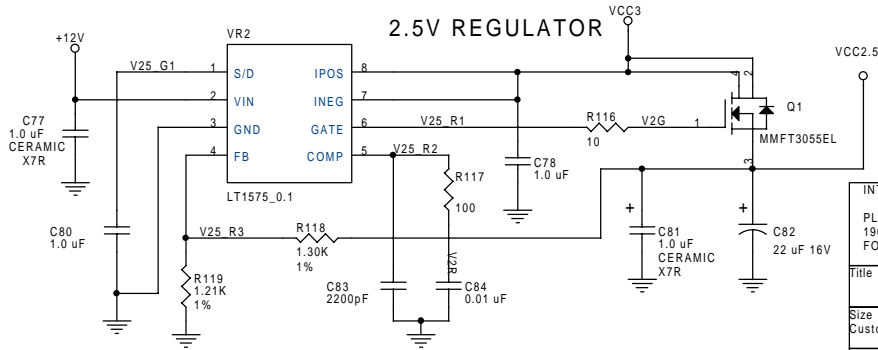 2.5V REGULATOR
VCC3
+12V
VR2
VCC2.5
V25_G1
1 S/D IPOS 8
4 2
2 VIN INEG 7
Q1
C77
1.0 uF
CERAMIC
X7R
3 GND GATE 6
V25_R1
R116
10
V2G
1
MMFT3055EL
4 FB COMP 5
V25_R2
3
LT1575_0.1
R117
100
C78
1.0 uF
C80
1.0 uF
V25_R3
R118
1.30K
1%
+
C81
1.0 uF
CERAMIC
X7R
+
C82
22 uF 16V
R119
1.21K
1%
C83
2200pF
V2R
C84
0.01 uF
Title
Size